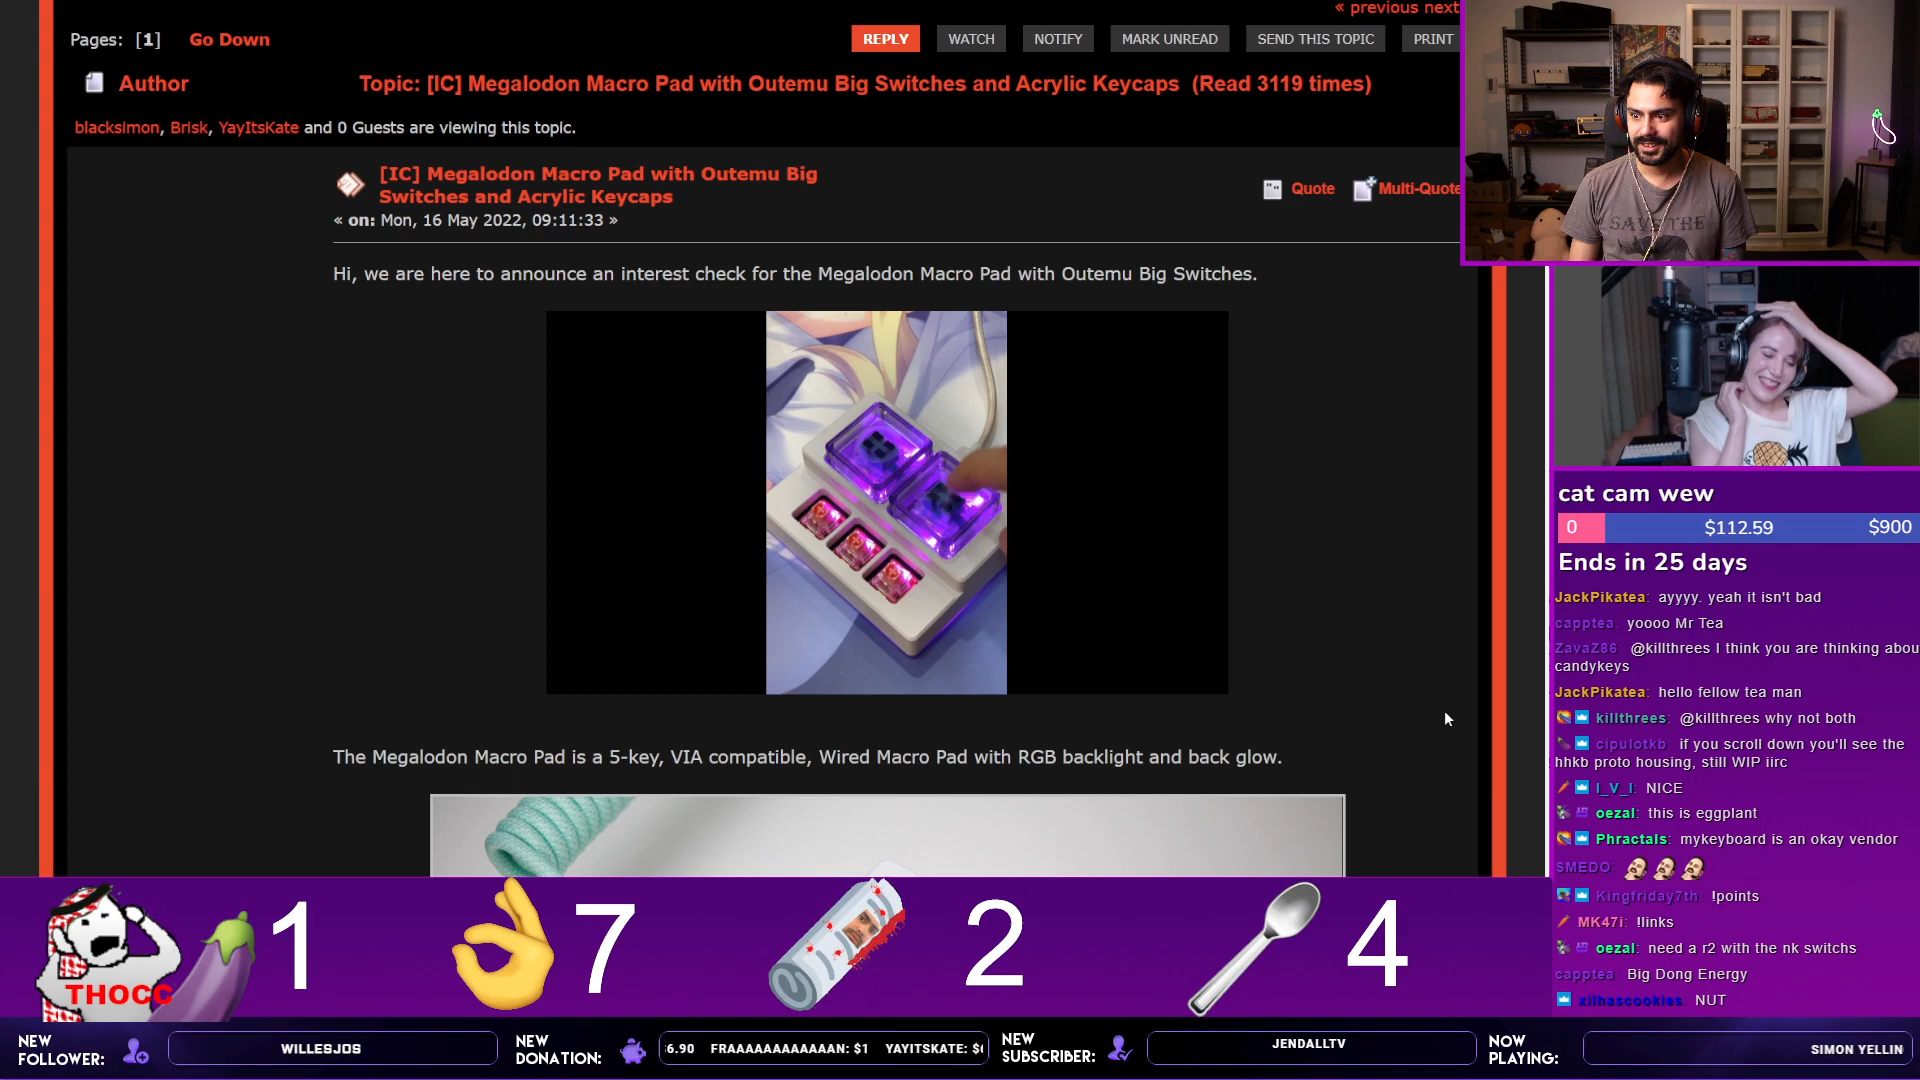 « previous next
Pages: [1] Go Down
REPLY WATCH NOTIFY MARK UNREAD SEND THIS TOPIC PRINT
Author Topic: [IC] Megalodon Macro Pad with Outemu Big Switches and Acrylic Keycaps (Read 3119 times)
blacksimon, Brisk, YayItsKate and 0 Guests are viewing this topic.
[IC] Megalodon Macro Pad with Outemu Big
Switches and Acrylic Keycaps
« on: Mon, 16 May 2022, 09:11:33 »
Quote Multi-Quote
Hi, we are here to announce an interest check for the Megalodon Macro Pad with Outemu Big Switches.
The Megalodon Macro Pad is a 5-key, VIA compatible, Wired Macro Pad with RGB backlight and back glow.
SAVE THE
cat cam wew
0 $112.59 $900
Ends in 25 days
JackPikatea: ayyyy. yeah it isn't bad
capptea: yoooo Mr Tea
ZavaZ86: @killthrees I think you are thinking abou
candykeys
JackPikatea: hello fellow tea man
killthrees: @killthrees why not both
cipulotkb: if you scroll down you'll see the
hhkb proto housing, still WIP iirc
I_V_I: NICE
oezal: this is eggplant
Phractals: mykeyboard is an okay vendor
SMEDO:
Kingfriday7th: !points
MK47i: !links
oezal: need a r2 with the nk switchs
capptea: Big Dong Energy
xilhascookies: NUT
THOCC 1 7 2 4
NEW
FOLLOWER: WILLESJOS
NEW
DONATION: 6.90 FRAAAAAAAAAAAAN: $1 YAYITSKATE: $
NEW
SUBSCRIBER: JENDALLTV
NOW
PLAYING: SIMON YELLIN